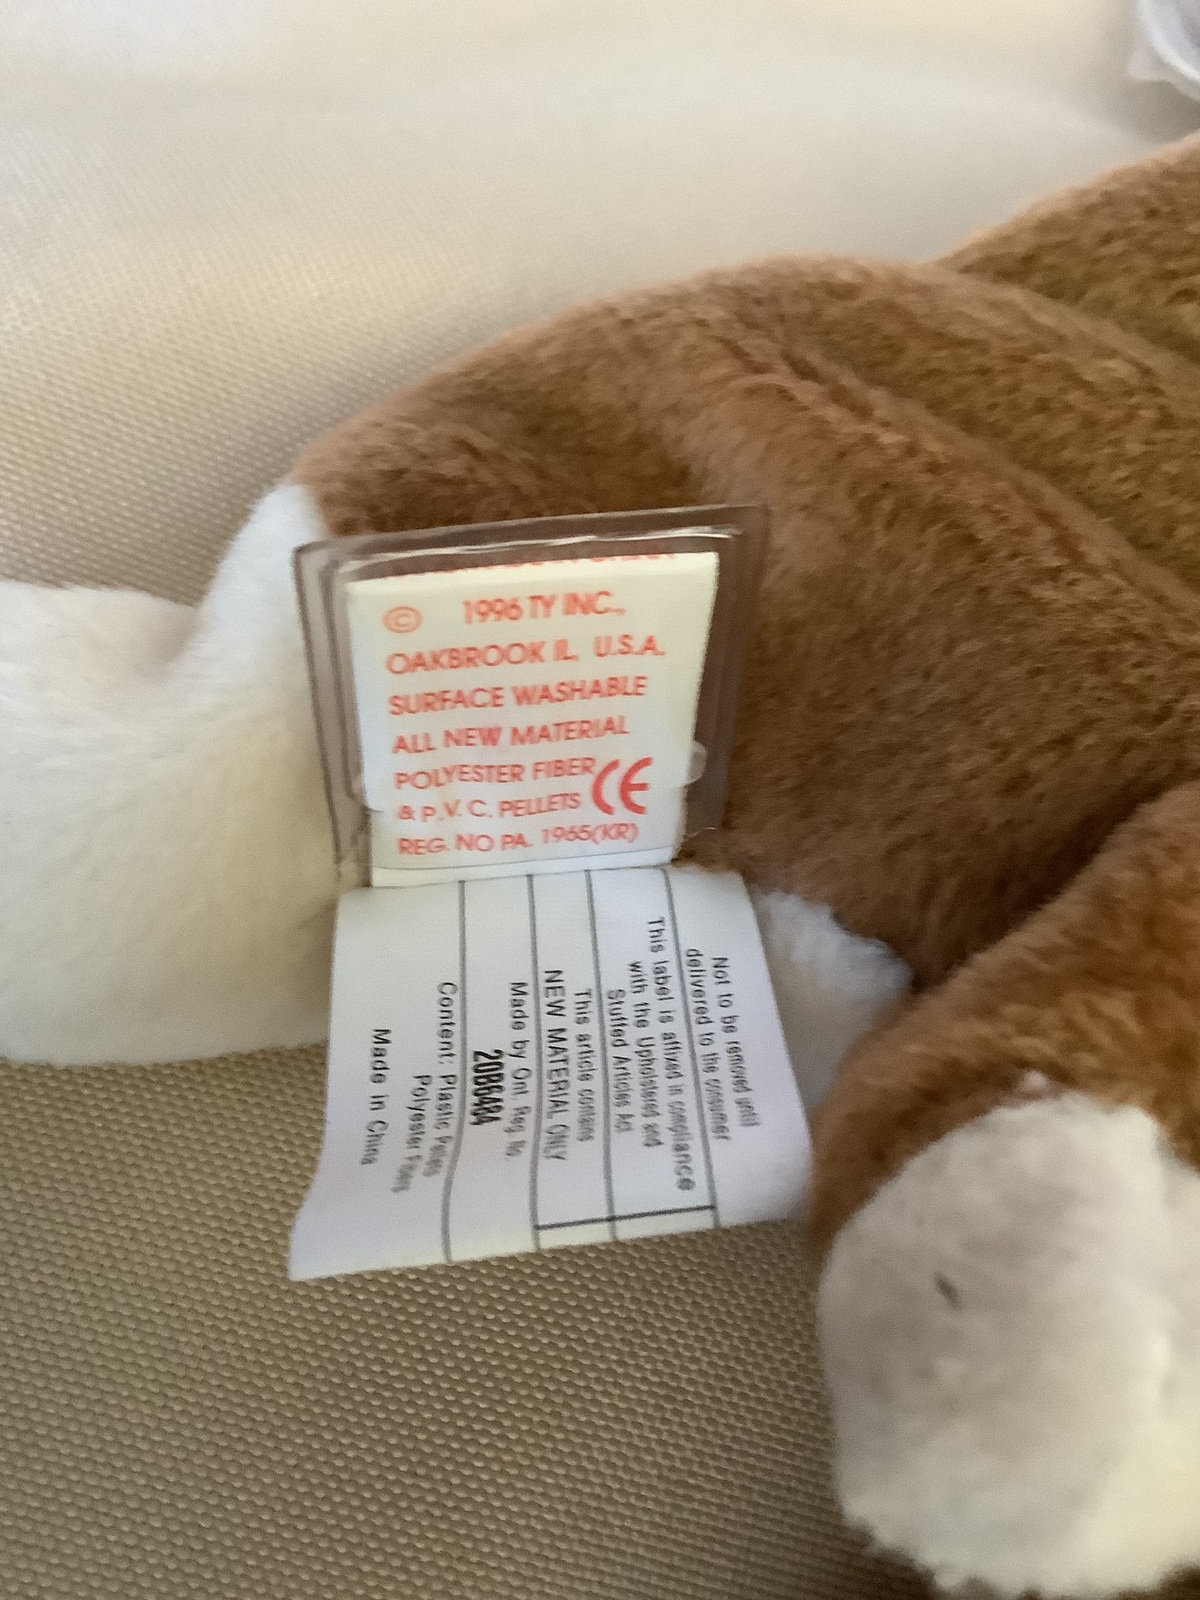 © 1996 TY INC.,
OAKBROOK IL, U.S.A.
SURFACE WASHABLE
ALL NEW MATERIAL
POLYESTER FIBER
& P.V.C. PELLETS CE
REG. NO PA. 1965(KR)
Not to be removed until
delivered to the consumer
This label is affixed in compliance
with the Upholstered and
Stuffed Articles Act
This article contains
NEW MATERIAL ONLY
Made by Ont. Reg. No.
20B6484
Content: Plastic Pellets
Polyester Fibers
Made in China